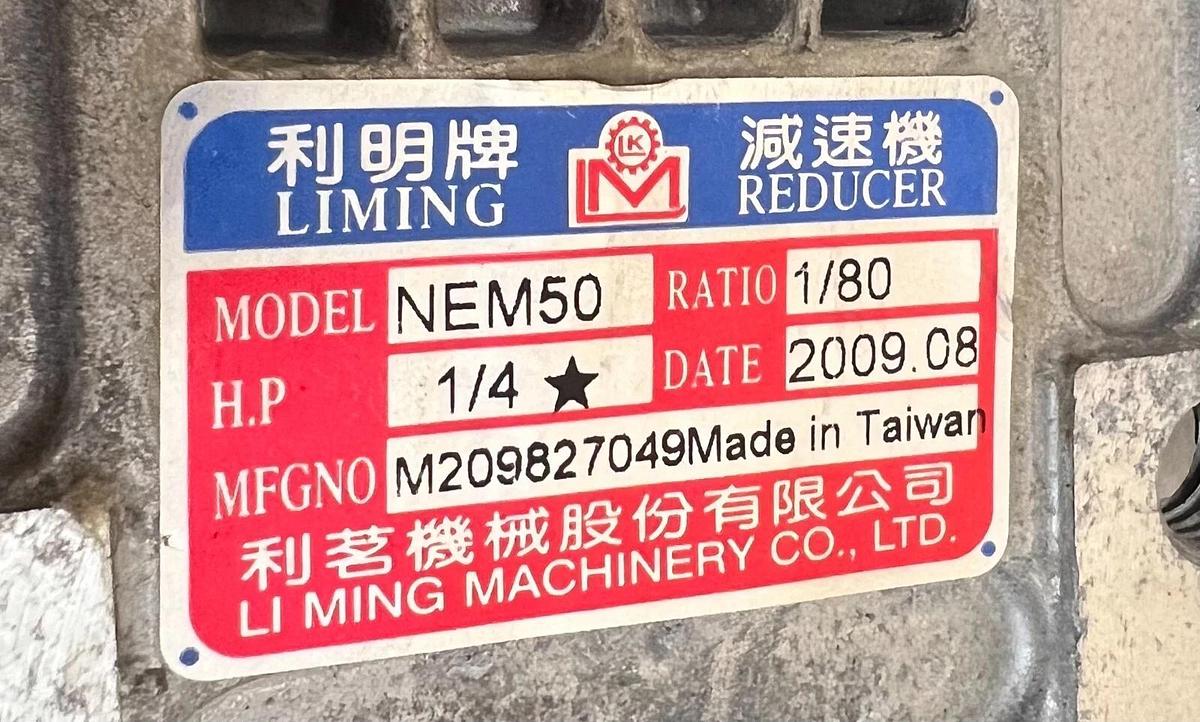 利明牌 減速機
LIMING LK M REDUCER
MODEL NEM50 RATIO 1/80
H.P 1/4 ★ DATE 2009.08
MFGNO M209827049Made in Taiwan
利茗機械股份有限公司
LI MING MACHINERY CO., LTD.